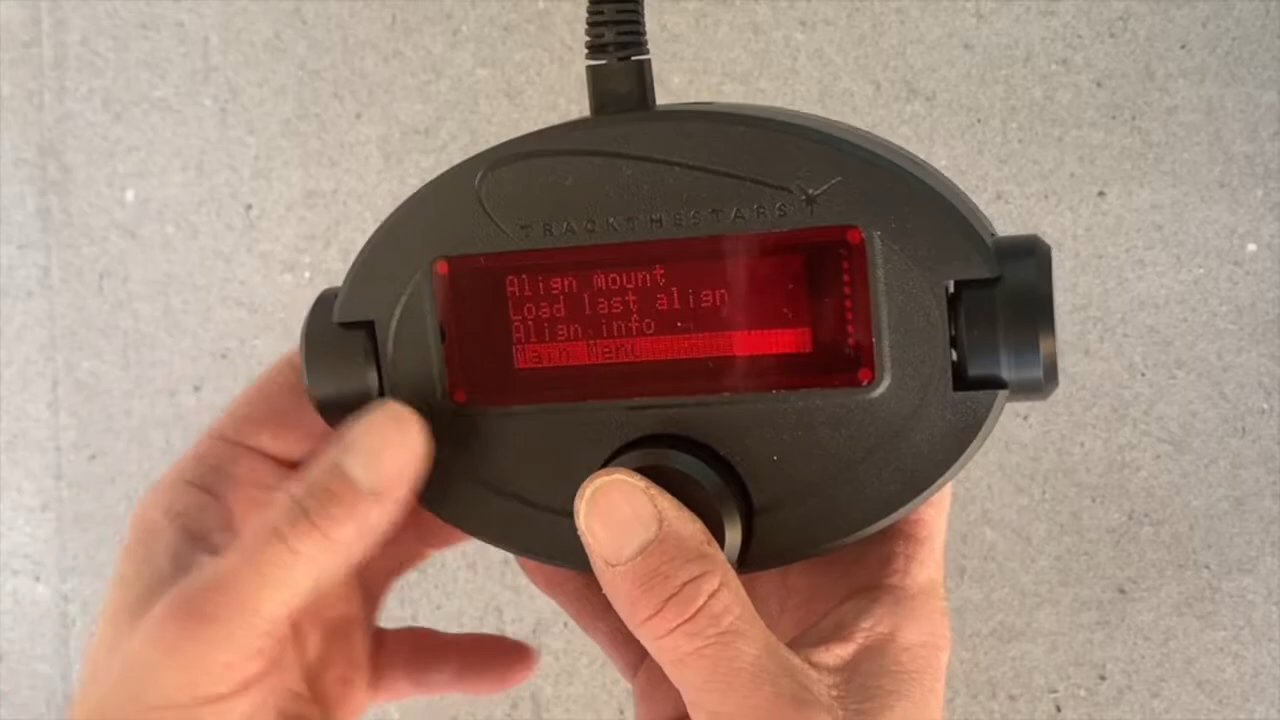 TRACKTHESTARS
Align mount
Load last align
Align info
Main Menu